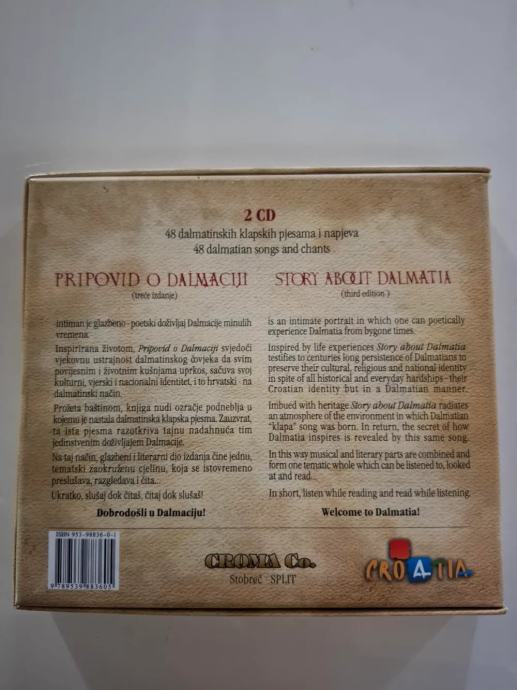 2 CD
48 dalmatinskih klapskih pjesama i napjeva
48 dalmatian songs and chants
PRIPOVID O DALMACIJI
(treće izdanje)
intiman je glazbeno - poetski doživljaj Dalmacije minulih
vremena.
Inspirirana životom, Pripovid o Dalmaciji svjedoči
vjekovnu ustrajnost dalmatinskog čovjeka da svim
povijesnim i životnim kušnjama uprkos, sačuva svoj
kulturni, vjerski i nacionalni identitet, i to hrvatski - na
dalmatinski način.
Prožeta baštinom, knjiga nudi ozračje podneblja u
kojemu je nastala dalmatinska klapska pjesma. Zauzvrat,
ta ista pjesma razotkriva tajnu nadahnuća tim
jedinstvenim doživljajem Dalmacije.
Na taj način, glazbeni i literarni dio izdanja čine jednu,
tematski zaokruženu cjelinu, koja se istovremeno
preslušava, razgledava i čita...
Ukratko, slušaj dok čitaš, čitaj dok slušaš!
Dobrodošli u Dalmaciju!
STORY ABOUT DALMATIA
(third edition)
is an intimate portrait in which one can poetically
experience Dalmatia from bygone times.
Inspired by life experiences Story about Dalmatia
testifies to centuries long persistence of Dalmatians to
preserve their cultural, religious and national identity
in spite of all historical and everyday hardships - their
Croatian identity but in a Dalmatian manner.
Imbued with heritage Story about Dalmatia radiates
an atmosphere of the environment in which Dalmatian
"klapa" song was born. In return, the secret of how
Dalmatia inspires is revealed by this same song.
In this way musical and literary parts are combined and
form one tematic whole which can be listened to, looked
at and read...
In short, listen while reading and read while listening.
Welcome to Dalmatia!
ISBN 953-98836-0-1
9 789539 883605
CROMA Co.
Stobreč - SPLIT
CROATIA